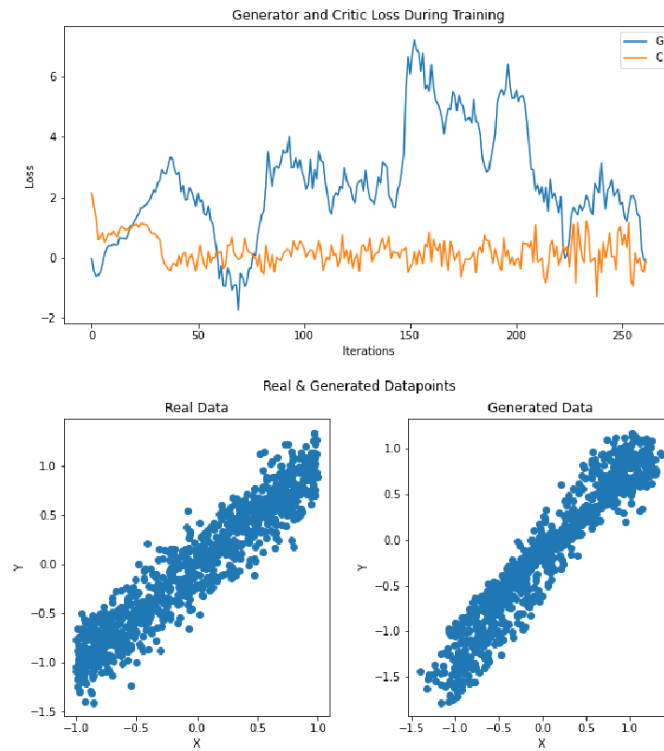 Generator and Critic Loss During Training
G
C
6
4
2
0
−2
Loss
0
50
100
150
200
250
Iterations
Real & Generated Datapoints
Real Data
1.0
0.5
0.0
−0.5
−1.0
−1.5
Y
−1.0
−0.5
0.0
0.5
1.0
X
Generated Data
1.0
0.5
0.0
−0.5
−1.0
−1.5
Y
−1.5
−1.0
−0.5
0.0
0.5
1.0
X